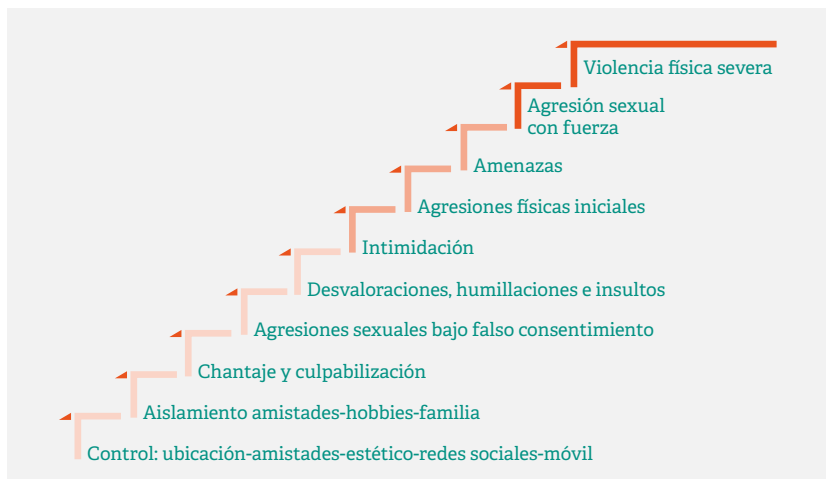 Violencia física severa
Agresión sexual
con fuerza
Amenazas
Agresiones físicas iniciales
Intimidación
Desvaloraciones, humillaciones e insultos
Agresiones sexuales bajo falso consentimiento
Chantaje y culpabilización
Aislamiento amistades-hobbies-familia
Control: ubicación-amistades-estético-redes sociales-móvil